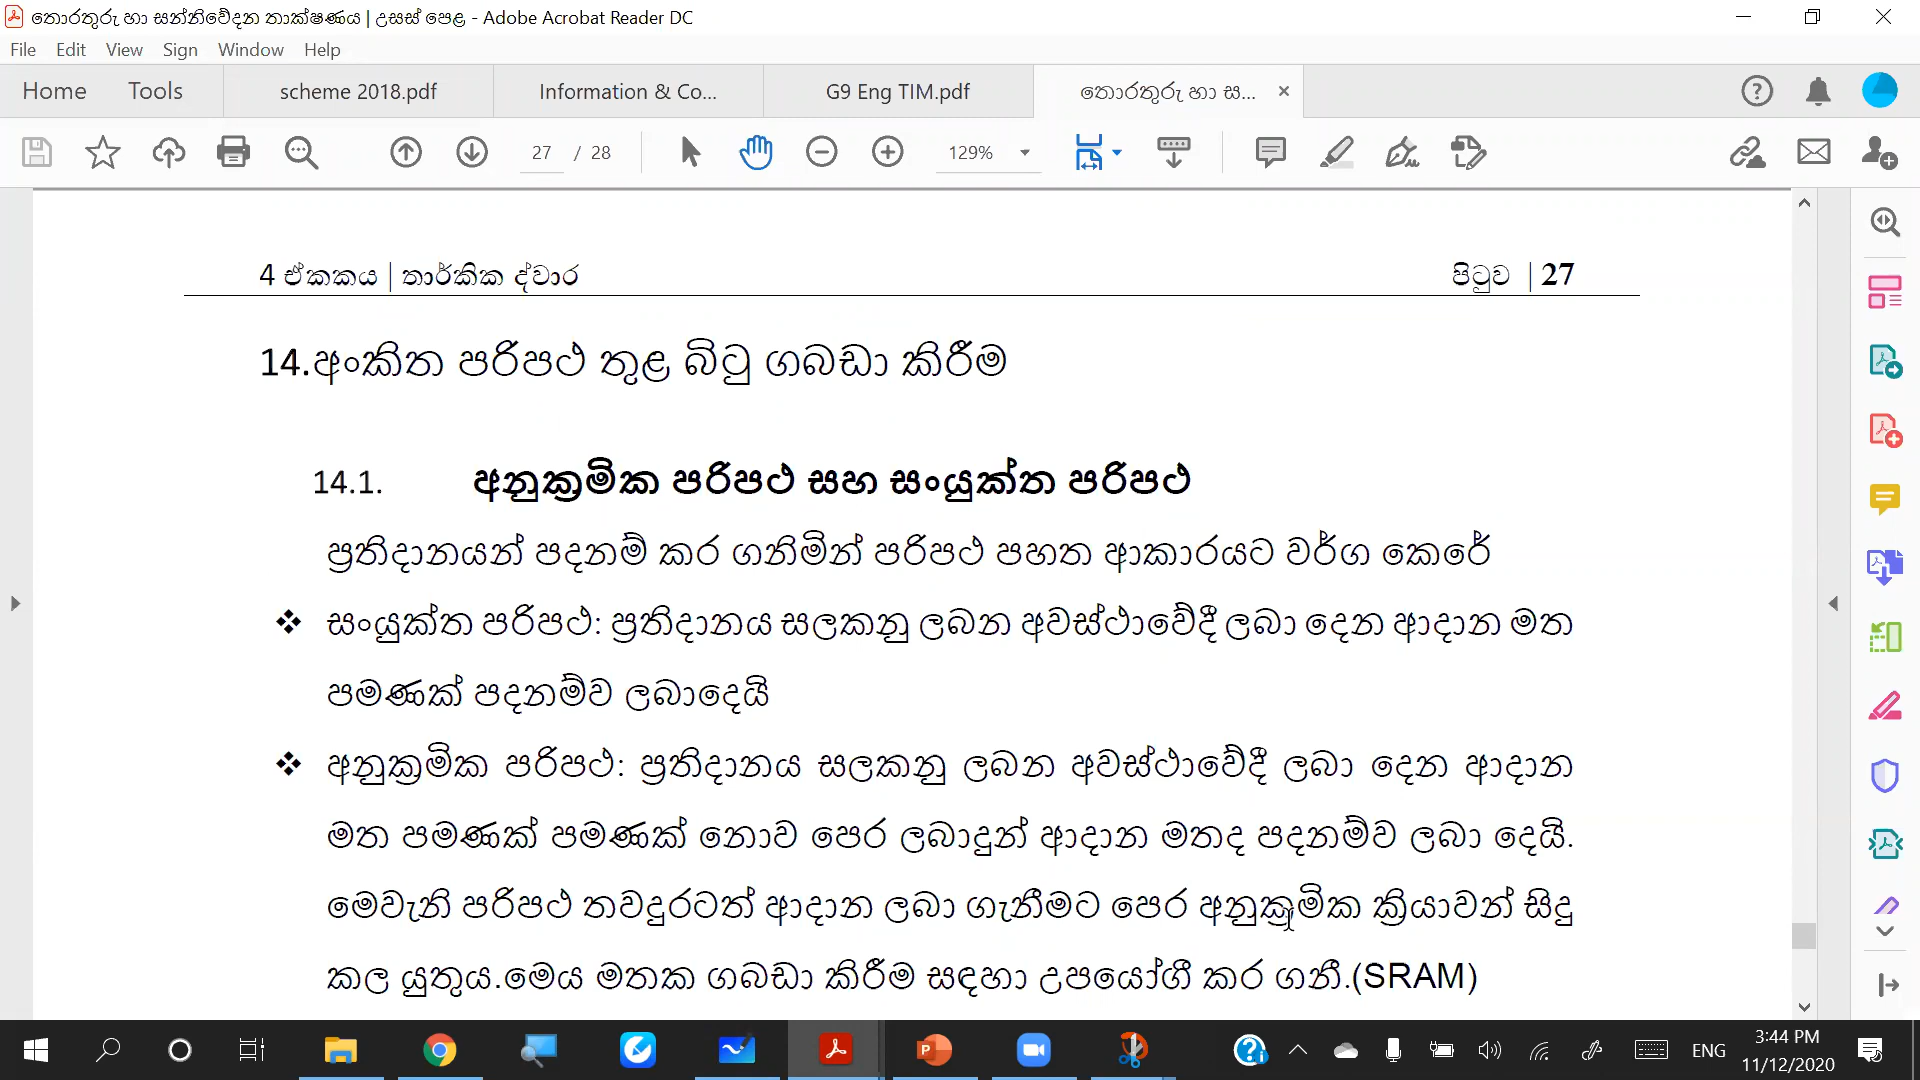 තොරතුරු හා සන්නිවේදන තාක්ෂණය | උසස් පෙළ - Adobe Acrobat Reader DC
File Edit View Sign Window Help
Home Tools scheme 2018.pdf Information & Co... G9 Eng TIM.pdf තොරතුරු හා ස...
27 / 28 129%
4 ඒකකය | තාර්කික ද්වාර පිටුව | 27
14.අංකිත පරිපථ තුළ බිටු ගබඩා කිරීම
14.1. අනුක්‍රමික පරිපථ සහ සංයුක්ත පරිපථ
ප්‍රතිදානයන් පදනම් කර ගනිමින් පරිපථ පහත ආකාරයට වර්ග කෙරේ
❖ සංයුක්ත පරිපථ: ප්‍රතිදානය සලකනු ලබන අවස්ථාවේදී ලබා දෙන ආදාන මත
පමණක් පදනම්ව ලබාදෙයි
❖ අනුක්‍රමික පරිපථ: ප්‍රතිදානය සලකනු ලබන අවස්ථාවේදී ලබා දෙන ආදාන
මත පමණක් පමණක් නොව පෙර ලබාදුන් ආදාන මතද පදනම්ව ලබා දෙයි.
මෙවැනි පරිපථ තවදුරටත් ආදාන ලබා ගැනීමට පෙර අනුක්‍රමික ක්‍රියාවන් සිදු
කල යුතුය.මෙය මතක ගබඩා කිරීම සඳහා උපයෝගී කර ගනී.(SRAM)
ENG 3:44 PM
11/12/2020